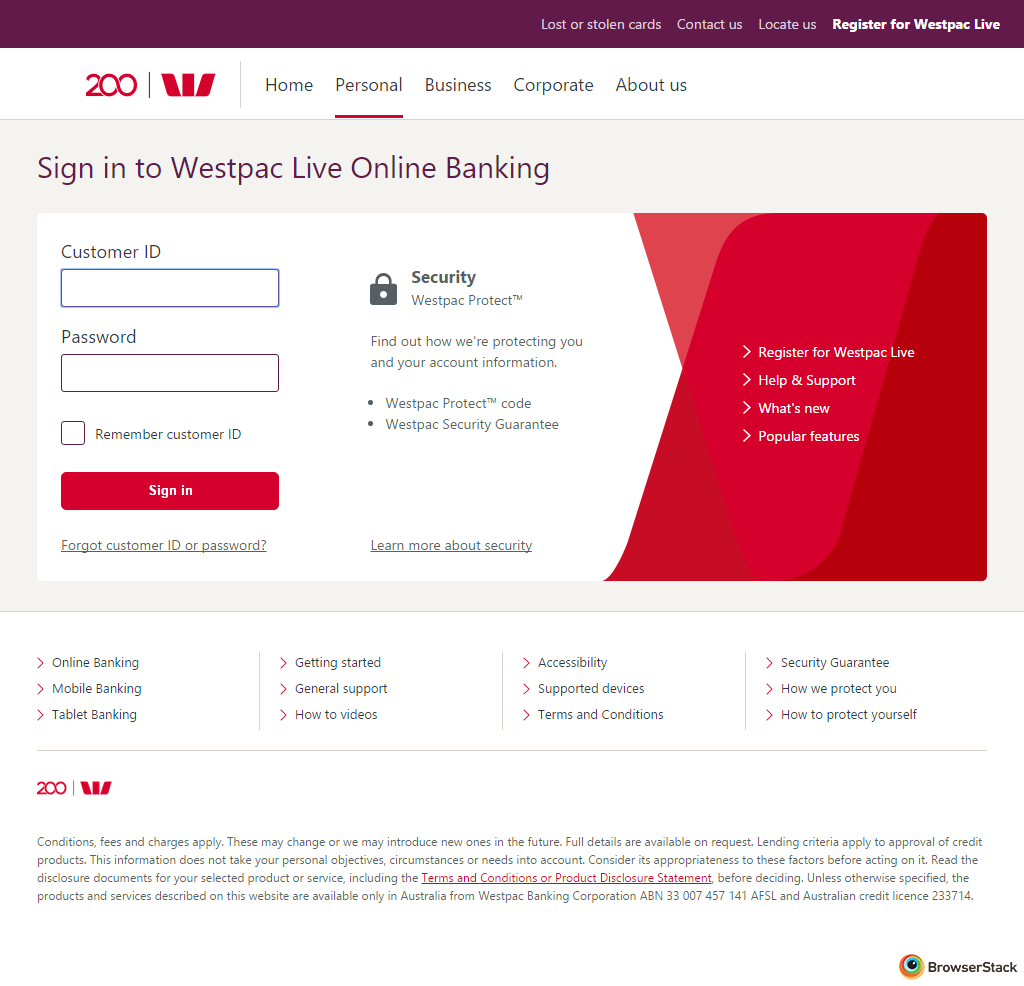 Lost or stolen cards Contact us Locate us Register for Westpac Live
200 Home Personal Business Corporate About us
Sign in to Westpac Live Online Banking
Customer ID
Password
Remember customer ID
Sign in
Forgot customer ID or password?
Security
Westpac Protect™
Find out how we're protecting you
and your account information.
Westpac Protect™ code
Westpac Security Guarantee
Learn more about security
Register for Westpac Live
Help & Support
What's new
Popular features
Online Banking
Mobile Banking
Tablet Banking
Getting started
General support
How to videos
Accessibility
Supported devices
Terms and Conditions
Security Guarantee
How we protect you
How to protect yourself
200
Conditions, fees and charges apply. These may change or we may introduce new ones in the future. Full details are available on request. Lending criteria apply to approval of credit
products. This information does not take your personal objectives, circumstances or needs into account. Consider its appropriateness to these factors before acting on it. Read the
disclosure documents for your selected product or service, including the Terms and Conditions or Product Disclosure Statement, before deciding. Unless otherwise specified, the
products and services described on this website are available only in Australia from Westpac Banking Corporation ABN 33 007 457 141 AFSL and Australian credit licence 233714.
BrowserStack